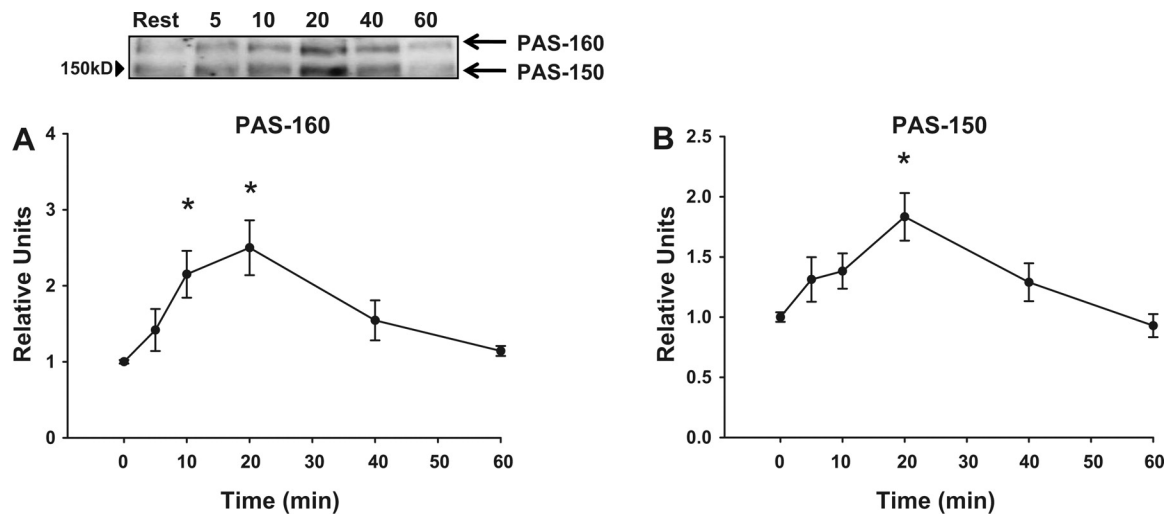 Rest 5 10 20 40 60
PAS-160
150kD
PAS-150
A
PAS-160
4
3
2
1
0
Relative Units
0 10 20 30 40 50 60
Time (min)
* *
B
PAS-150
2.5
2.0
1.5
1.0
0.5
0.0
Relative Units
0 10 20 30 40 50 60
Time (min)
*